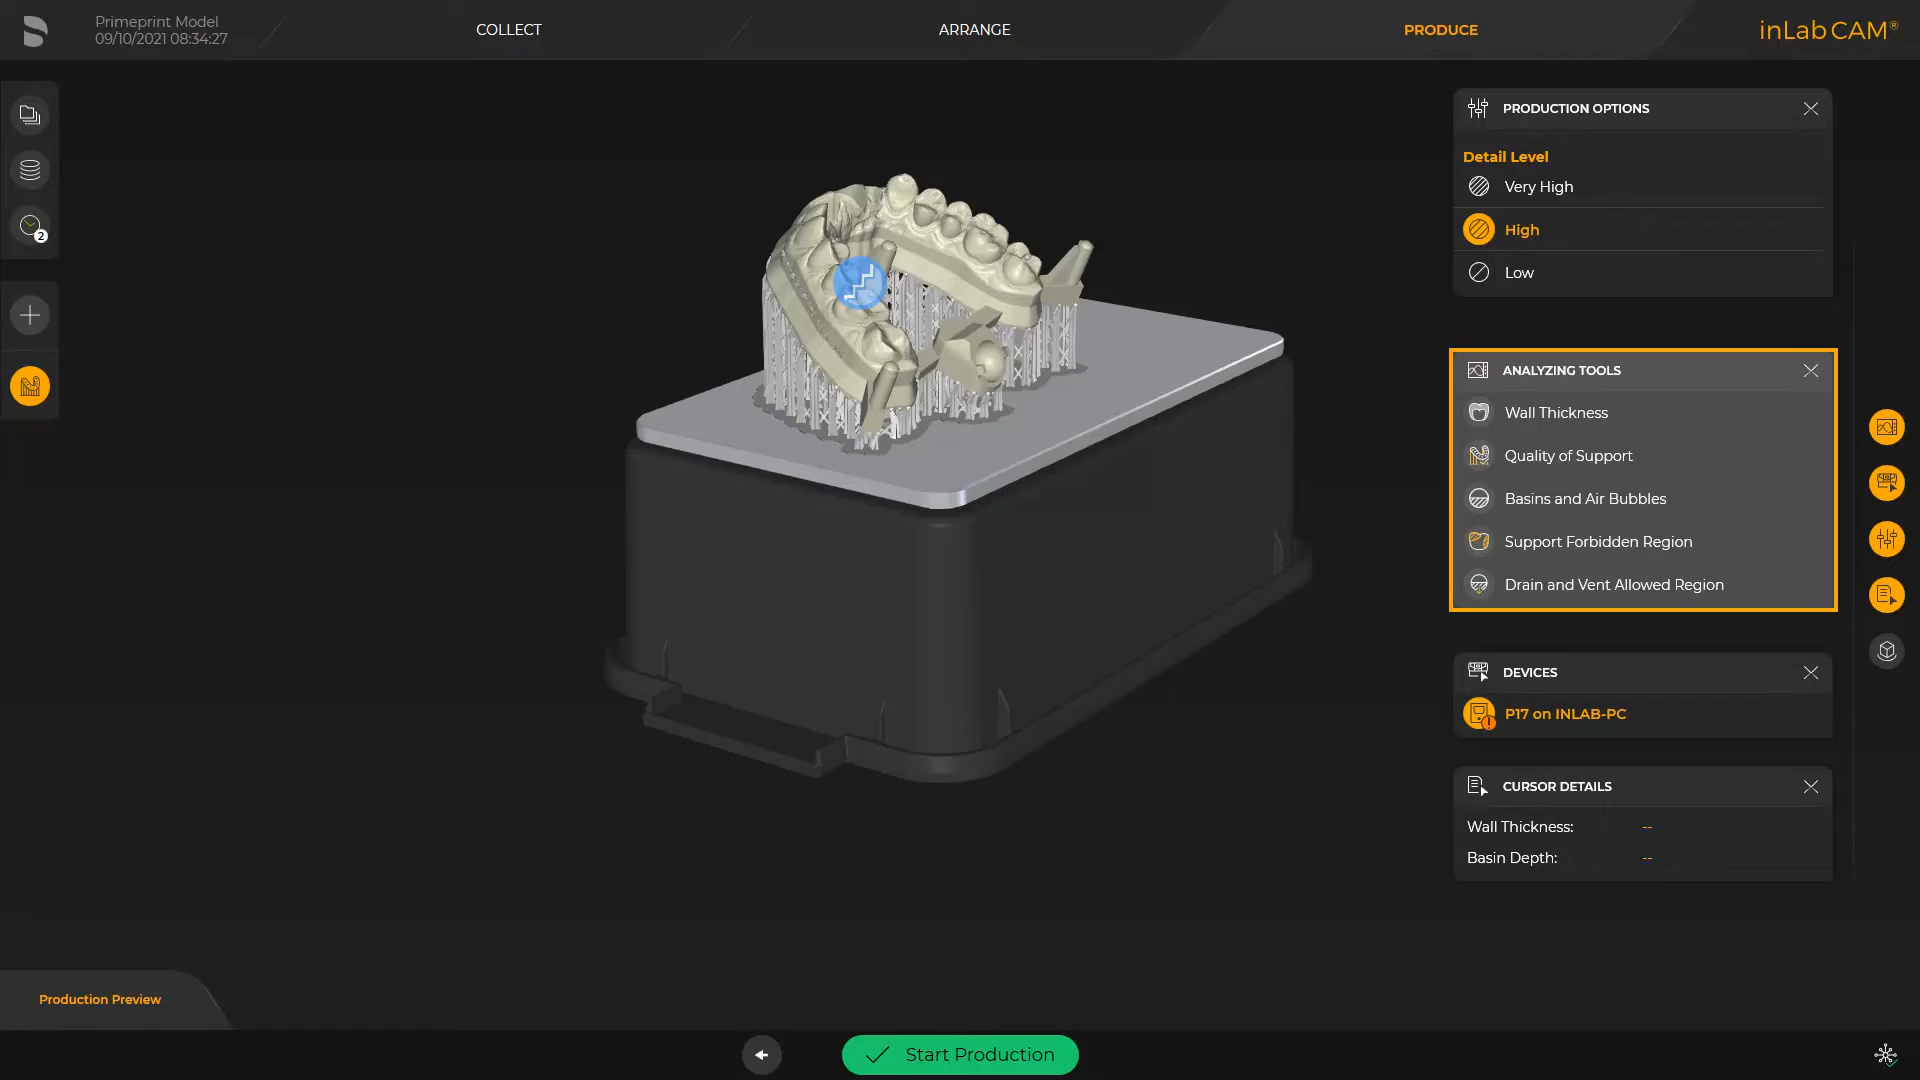 Primeprint Model
09/10/2021 08:34:27
COLLECT
ARRANGE
PRODUCE
inLab CAM®
2
PRODUCTION OPTIONS
Detail Level
Very High
High
Low
ANALYZING TOOLS
Wall Thickness
Quality of Support
Basins and Air Bubbles
Support Forbidden Region
Drain and Vent Allowed Region
DEVICES
P17 on INLAB-PC
CURSOR DETAILS
Wall Thickness: --
Basin Depth: --
Production Preview
Start Production